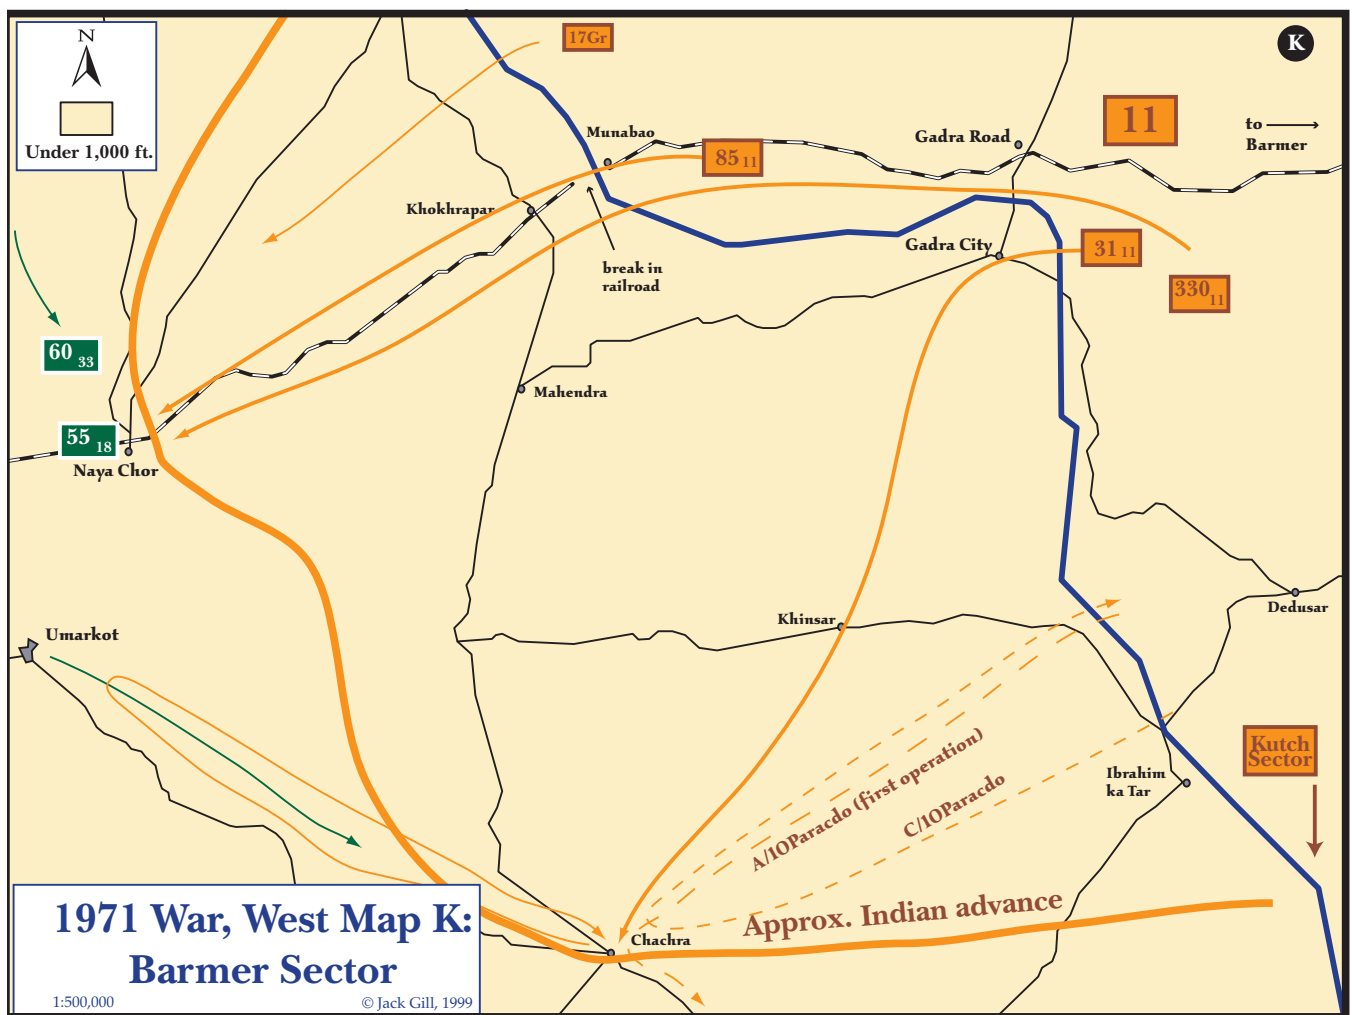 N
Under 1,000 ft.
17Gr
K
Munabao
85 11
Gadra Road
11
to
Barmer
Khokhrapar
Gadra City
31 11
break in
railroad
330 11
60 33
Mahendra
55 18
Naya Chor
Dedusar
Khinsar
Umarkot
A/10Paracdo (first operation)
C/10Paracdo
Kutch
Sector
Ibrahim
ka Tar
Approx. Indian advance
Chachra
1971 War, West Map K:
Barmer Sector
1:500,000
© Jack Gill, 1999